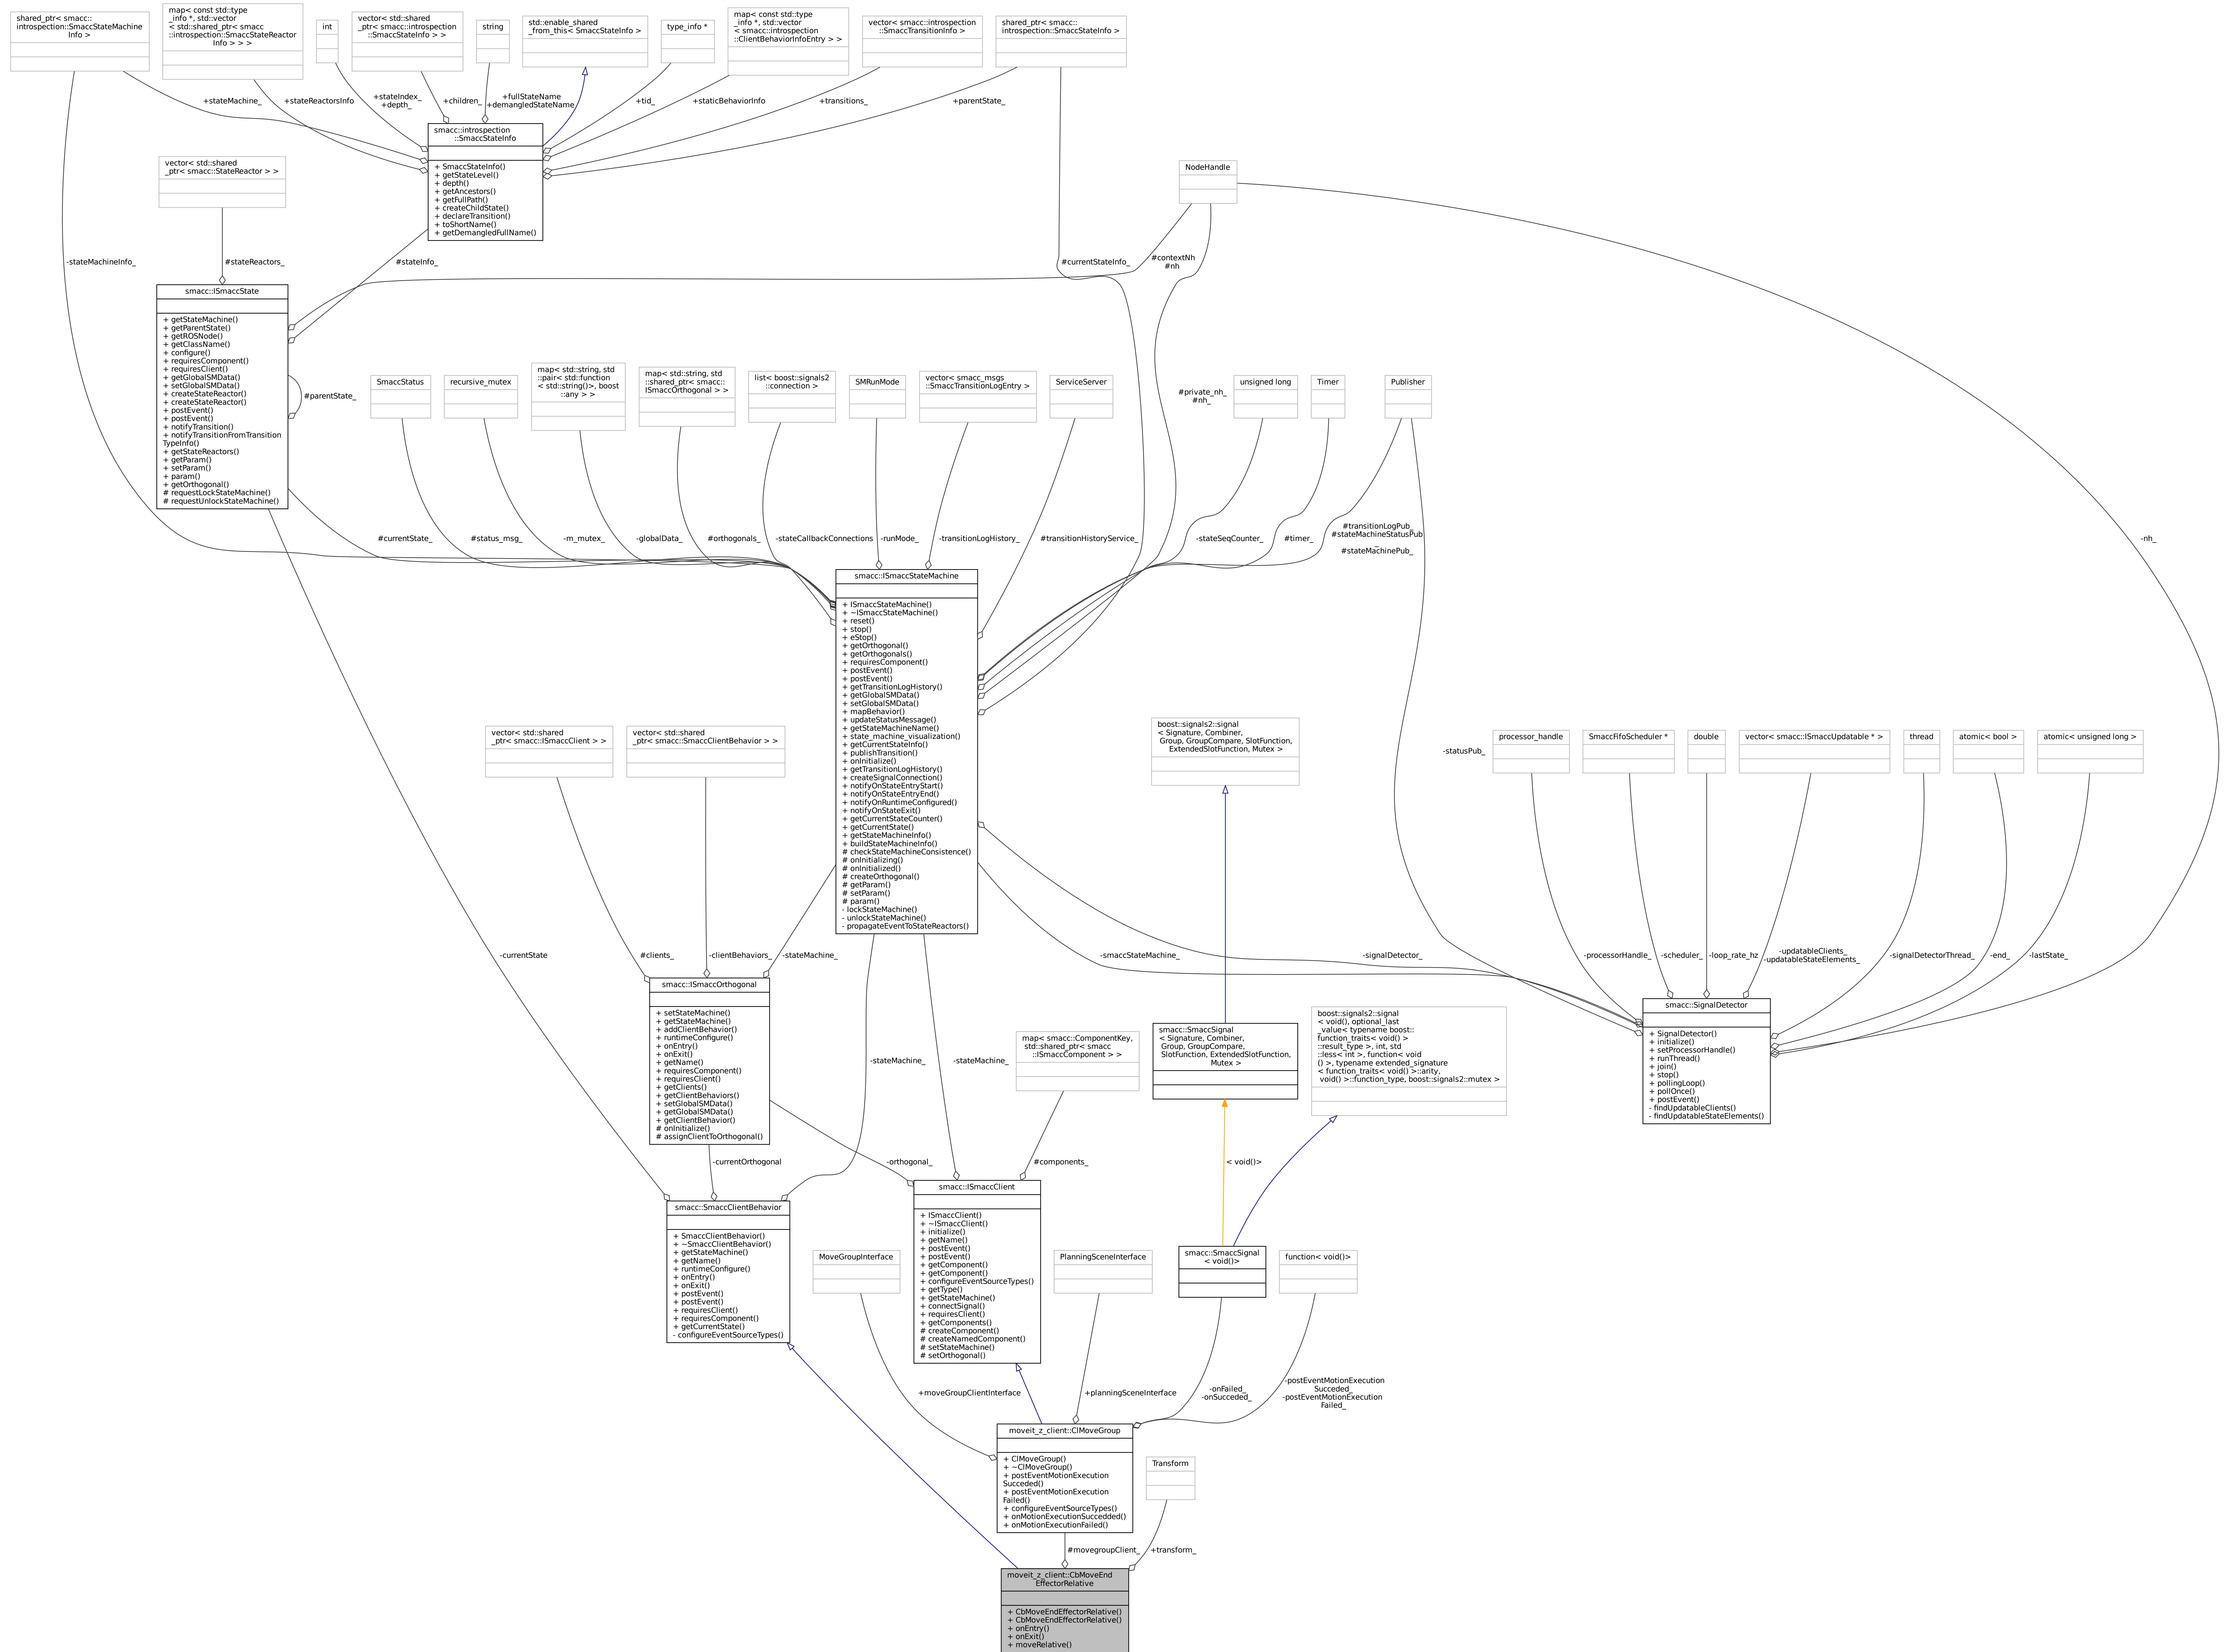 shared_ptr< smacc::
introspection::SmaccStateMachine
Info >
map< const std::type
_info *, std::vector
< std::shared_ptr< smacc
::introspection::SmaccStateReactor
Info > > >
int
vector< std::shared
_ptr< smacc::introspection
::SmaccStateInfo > >
string
std::enable_shared
_from_this< SmaccStateInfo >
type_info *
map< const std::type
_info *, std::vector
< smacc::introspection
::ClientBehaviorInfoEntry > >
vector< smacc::introspection
::SmaccTransitionInfo >
shared_ptr< smacc::
introspection::SmaccStateInfo >
+stateMachine_
+stateReactorsInfo
+stateIndex_
+depth_
+children_
+fullStateName
+demangledStateName
+tid_
+staticBehaviorInfo
+transitions_
+parentState_
smacc::introspection
::SmaccStateInfo
+ SmaccStateInfo()
+ getStateLevel()
+ depth()
+ getAncestors()
+ getFullPath()
+ createChildState()
+ declareTransition()
+ toShortName()
+ getDemangledFullName()
vector< std::shared
_ptr< smacc::StateReactor > >
NodeHandle
-stateMachineInfo_
#stateReactors_
#stateInfo_
#currentStateInfo_
#contextNh
#nh
smacc::ISmaccState
+ getStateMachine()
+ getParentState()
+ getROSNode()
+ getClassName()
+ configure()
+ requiresComponent()
+ requiresClient()
+ getGlobalSMData()
+ setGlobalSMData()
+ createStateReactor()
+ createStateReactor()
+ postEvent()
+ postEvent()
+ notifyTransition()
+ notifyTransitionFromTransition
TypeInfo()
+ getStateReactors()
+ getParam()
+ setParam()
+ param()
+ getOrthogonal()
# requestLockStateMachine()
# requestUnlockStateMachine()
#parentState_
SmaccStatus
recursive_mutex
map< std::string, std
::pair< std::function
< std::string()>, boost
::any > >
map< std::string, std
::shared_ptr< smacc::
ISmaccOrthogonal > >
list< boost::signals2
::connection >
SMRunMode
vector< smacc_msgs
::SmaccTransitionLogEntry >
ServiceServer
#private_nh_
#nh_
unsigned long
Timer
Publisher
#currentState_
#status_msg_
-m_mutex_
-globalData_
#orthogonals_
-stateCallbackConnections
-runMode_
-transitionLogHistory_
#transitionHistoryService_
-stateSeqCounter_
#timer_
#transitionLogPub_
#stateMachineStatusPub
_
#stateMachinePub_
-nh_
smacc::ISmaccStateMachine
+ ISmaccStateMachine()
+ ~ISmaccStateMachine()
+ reset()
+ stop()
+ eStop()
+ getOrthogonal()
+ getOrthogonals()
+ requiresComponent()
+ postEvent()
+ postEvent()
+ getTransitionLogHistory()
+ getGlobalSMData()
+ setGlobalSMData()
+ mapBehavior()
+ updateStatusMessage()
+ getStateMachineName()
+ state_machine_visualization()
+ getCurrentStateInfo()
+ publishTransition()
+ onInitialize()
+ getTransitionLogHistory()
+ createSignalConnection()
+ notifyOnStateEntryStart()
+ notifyOnStateEntryEnd()
+ notifyOnRuntimeConfigured()
+ notifyOnStateExit()
+ getCurrentStateCounter()
+ getCurrentState()
+ getStateMachineInfo()
+ buildStateMachineInfo()
# checkStateMachineConsistence()
# onInitializing()
# onInitialized()
# createOrthogonal()
# getParam()
# setParam()
# param()
- lockStateMachine()
- unlockStateMachine()
- propagateEventToStateReactors()
vector< std::shared
_ptr< smacc::ISmaccClient > >
vector< std::shared
_ptr< smacc::SmaccClientBehavior > >
boost::signals2::signal
< Signature, Combiner,
Group, GroupCompare, SlotFunction,
ExtendedSlotFunction, Mutex >
-statusPub_
processor_handle
SmaccFifoScheduler *
double
vector< smacc::ISmaccUpdatable * >
thread
atomic< bool >
atomic< unsigned long >
-currentState
#clients_
-clientBehaviors_
-stateMachine_
-smaccStateMachine_
-signalDetector_
-processorHandle_
-scheduler_
-loop_rate_hz
-updatableClients_
-updatableStateElements_
-signalDetectorThread_
-end_
-lastState_
smacc::ISmaccOrthogonal
+ setStateMachine()
+ getStateMachine()
+ addClientBehavior()
+ runtimeConfigure()
+ onEntry()
+ onExit()
+ getName()
+ requiresComponent()
+ requiresClient()
+ getClients()
+ getClientBehaviors()
+ setGlobalSMData()
+ getGlobalSMData()
+ getClientBehavior()
# onInitialize()
# assignClientToOrthogonal()
-stateMachine_
-stateMachine_
map< smacc::ComponentKey,
std::shared_ptr< smacc
::ISmaccComponent > >
smacc::SmaccSignal
< Signature, Combiner,
Group, GroupCompare,
SlotFunction, ExtendedSlotFunction,
Mutex >
boost::signals2::signal
< void(), optional_last
_value< typename boost::
function_traits< void() >
::result_type >, int, std
::less< int >, function< void
() >, typename extended_signature
< function_traits< void() >::arity,
void() >::function_type, boost::signals2::mutex >
smacc::SignalDetector
+ SignalDetector()
+ initialize()
+ setProcessorHandle()
+ runThread()
+ join()
+ stop()
+ pollingLoop()
+ pollOnce()
+ postEvent()
- findUpdatableClients()
- findUpdatableStateElements()
-currentOrthogonal
-orthogonal_
#components_
< void()>
smacc::SmaccClientBehavior
+ SmaccClientBehavior()
+ ~SmaccClientBehavior()
+ getStateMachine()
+ getName()
+ runtimeConfigure()
+ onEntry()
+ onExit()
+ postEvent()
+ postEvent()
+ requiresClient()
+ requiresComponent()
+ getCurrentState()
- configureEventSourceTypes()
MoveGroupInterface
smacc::ISmaccClient
+ ISmaccClient()
+ ~ISmaccClient()
+ initialize()
+ getName()
+ postEvent()
+ postEvent()
+ getComponent()
+ getComponent()
+ configureEventSourceTypes()
+ getType()
+ getStateMachine()
+ connectSignal()
+ requiresClient()
+ getComponents()
# createComponent()
# createNamedComponent()
# setStateMachine()
# setOrthogonal()
PlanningSceneInterface
smacc::SmaccSignal
< void()>
function< void()>
+moveGroupClientInterface
+planningSceneInterface
-onFailed_
-onSucceded_
-postEventMotionExecution
Succeded_
-postEventMotionExecution
Failed_
moveit_z_client::ClMoveGroup
+ ClMoveGroup()
+ ~ClMoveGroup()
+ postEventMotionExecution
Succeded()
+ postEventMotionExecution
Failed()
+ configureEventSourceTypes()
+ onMotionExecutionSuccedded()
+ onMotionExecutionFailed()
Transform
#movegroupClient_
+transform_
moveit_z_client::CbMoveEnd
EffectorRelative
+ CbMoveEndEffectorRelative()
+ CbMoveEndEffectorRelative()
+ onEntry()
+ onExit()
+ moveRelative()